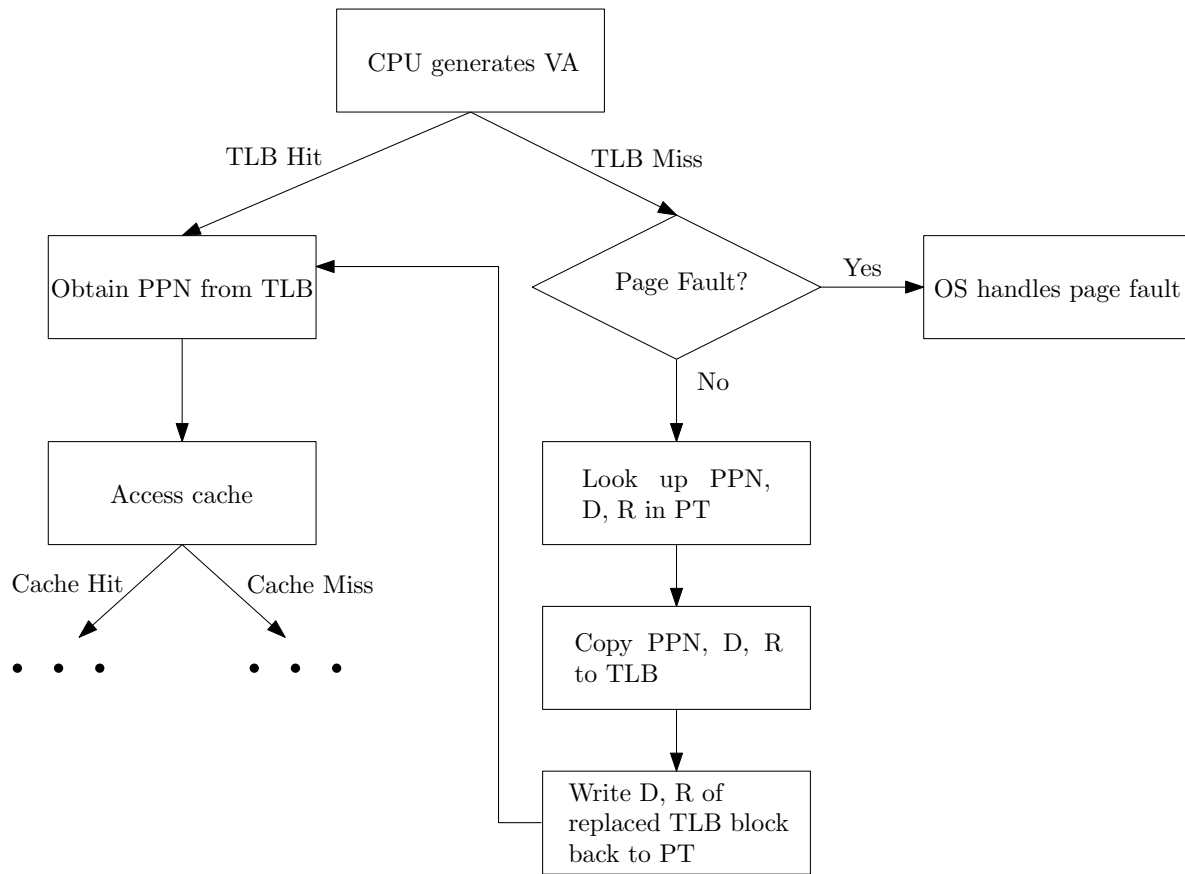 CPU generates VA
TLB Hit
TLB Miss
Obtain PPN from TLB
Page Fault?
Yes
OS handles page fault
No
Access cache
Look up PPN,
D, R in PT
Cache Hit
Cache Miss
Copy PPN, D, R
to TLB
Write D, R of
replaced TLB block
back to PT